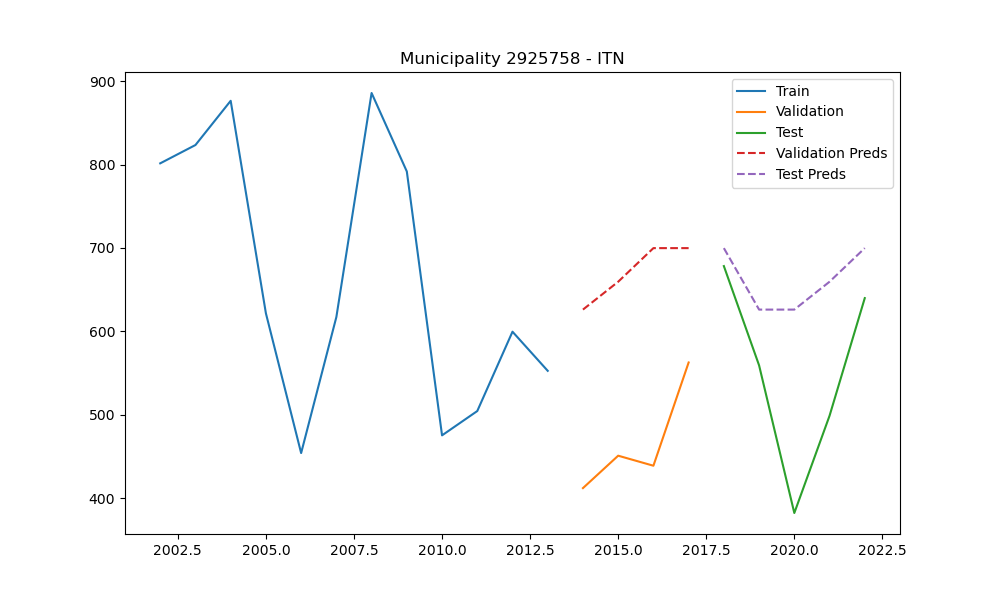 Municipality 2925758 - ITN
900
800
700
600
500
400
Train
Validation
Test
Validation Preds
Test Preds
2002.5 2005.0 2007.5 2010.0 2012.5 2015.0 2017.5 2020.0 2022.5